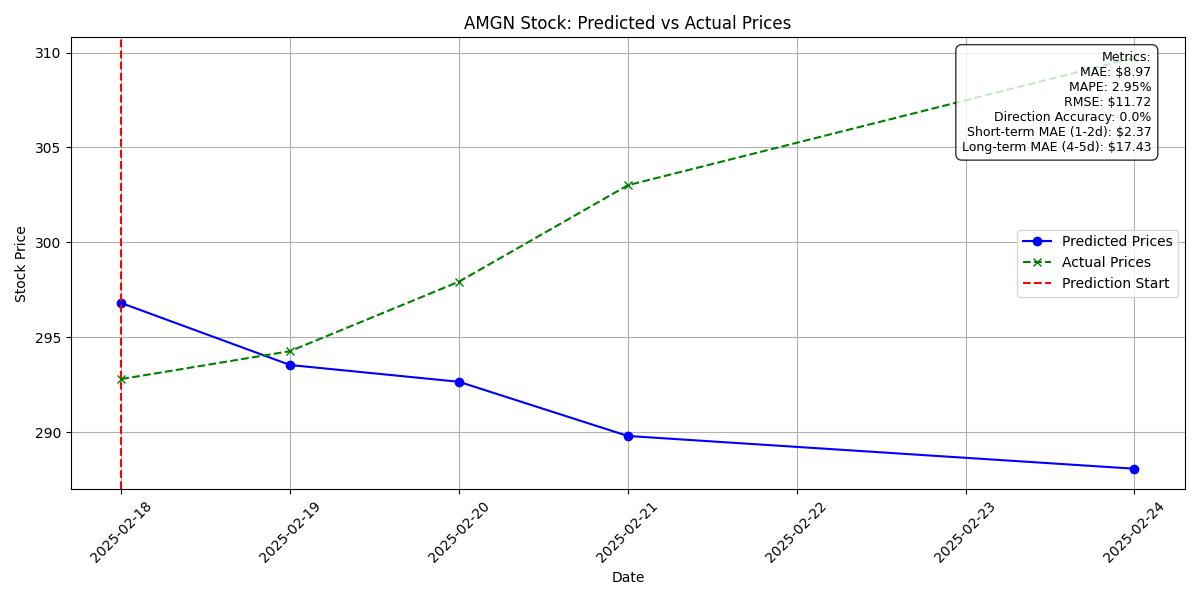 AMGN Stock: Predicted vs Actual Prices
Metrics:
MAE: $8.97
MAPE: 2.95%
RMSE: $11.72
Direction Accuracy: 0.0%
Short-term MAE (1-2d): $2.37
Long-term MAE (4-5d): $17.43
Predicted Prices
Actual Prices
Prediction Start
Stock Price
310
305
300
295
290
2025-02-18
2025-02-19
2025-02-20
2025-02-21
2025-02-22
2025-02-23
2025-02-24
Date